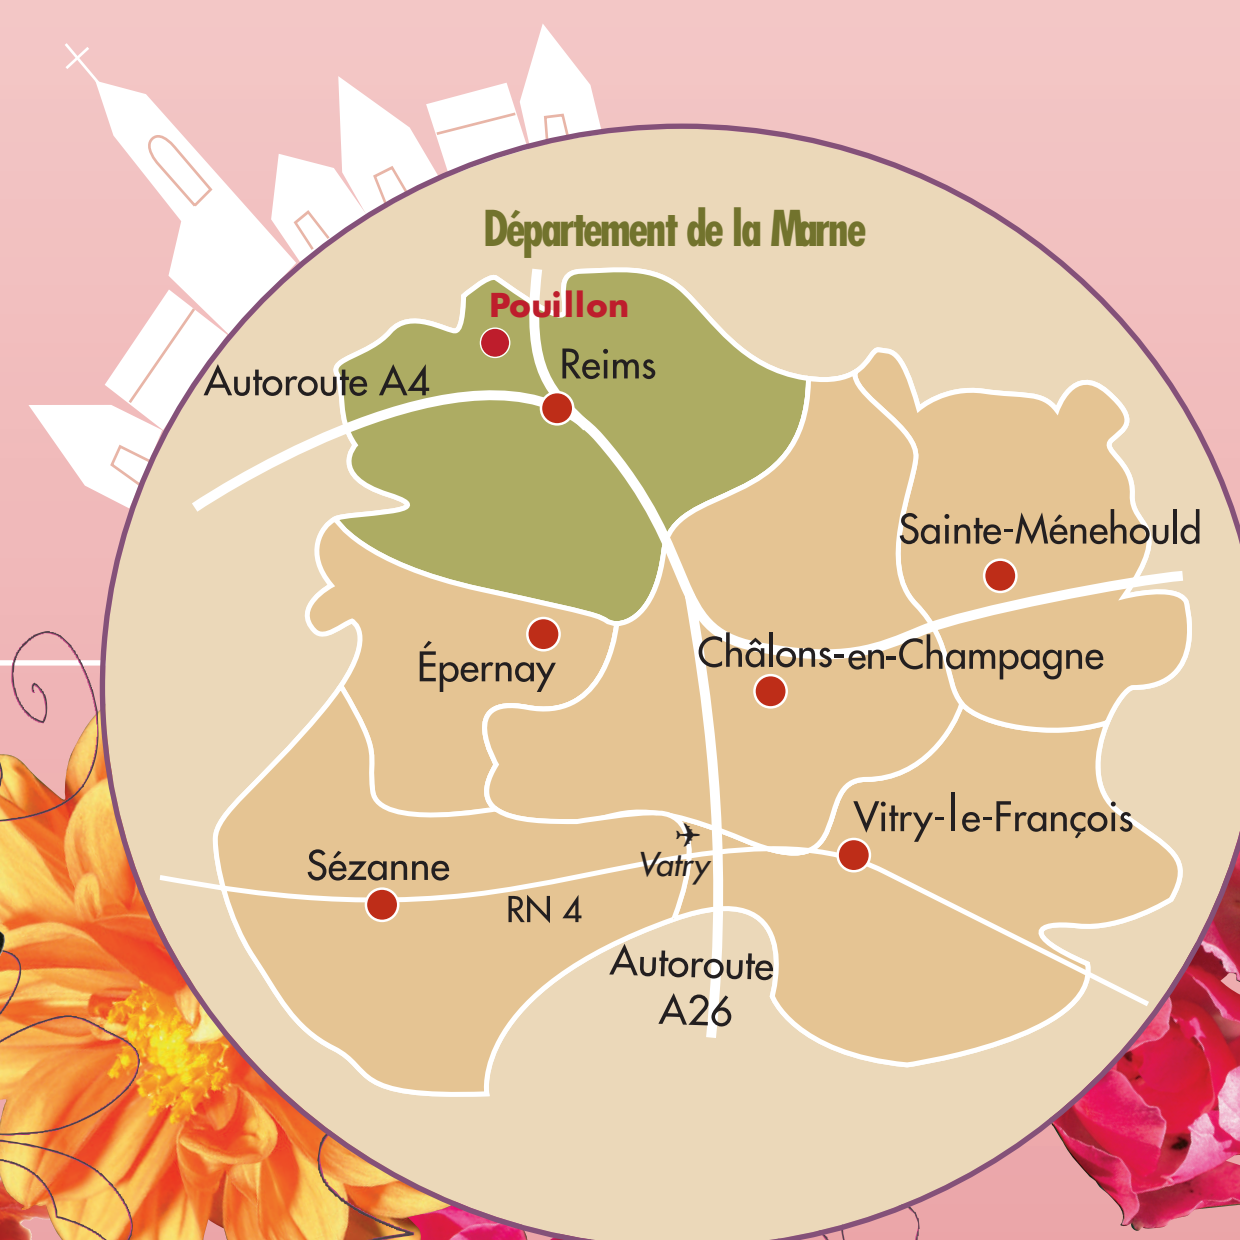 Département de la Marne
Pouillon
Reims
Autoroute A4
Sainte-Ménehould
Châlons-en-Champagne
Épernay
Vitry-le-François
Vatry
Sézanne
RN 4
Autoroute
A26